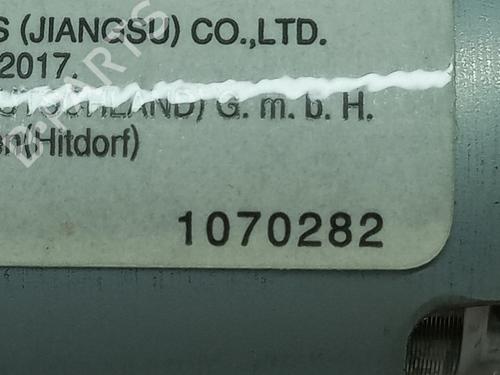 S (JIANGSU) CO.,LTD.
2017.
G. m. b. H.
(Hitdorf)
1070282